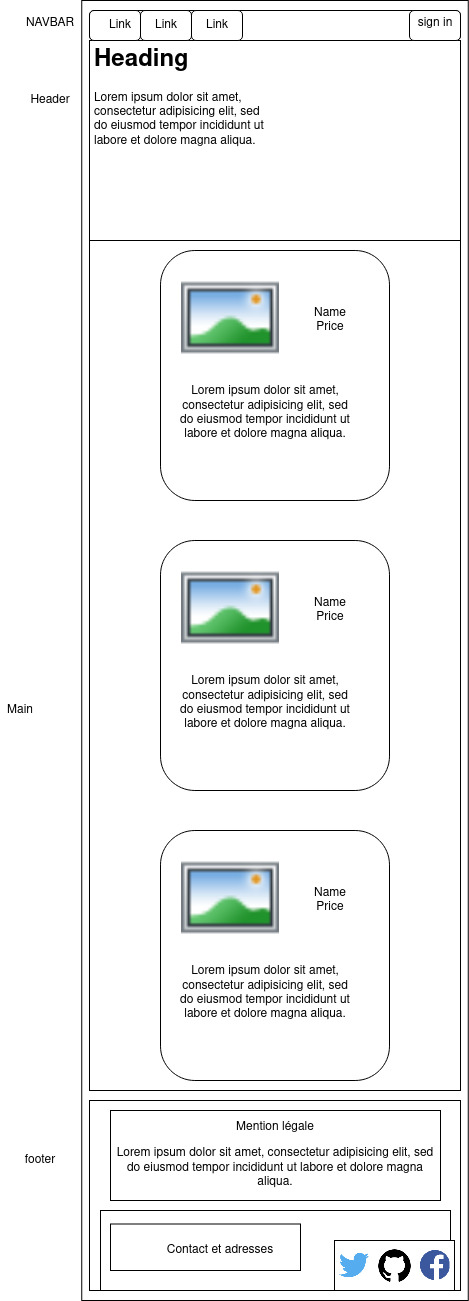 NAVBAR
Link
Link
Link
sign in
Heading
Header
Lorem ipsum dolor sit amet,
consectetur adipisicing elit, sed
do eiusmod tempor incididunt ut
labore et dolore magna aliqua.
Name
Price
Lorem ipsum dolor sit amet,
consectetur adipisicing elit, sed
do eiusmod tempor incididunt ut
labore et dolore magna aliqua.
Name
Price
Lorem ipsum dolor sit amet,
consectetur adipisicing elit, sed
do eiusmod tempor incididunt ut
labore et dolore magna aliqua.
Main
Name
Price
Lorem ipsum dolor sit amet,
consectetur adipisicing elit, sed
do eiusmod tempor incididunt ut
labore et dolore magna aliqua.
footer
Mention légale
Lorem ipsum dolor sit amet, consectetur adipisicing elit, sed
do eiusmod tempor incididunt ut labore et dolore magna
aliqua.
Contact et adresses